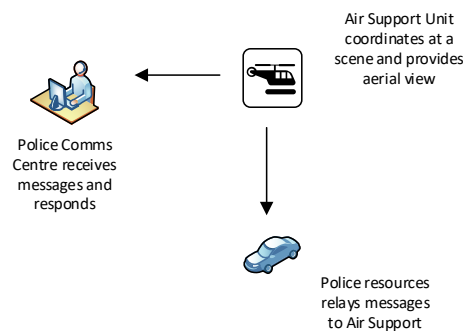 Air Support Unit
coordinates at a
scene and provides
aerial view
Police Comms
Centre receives
messages and
responds
Police resources
relays messages
to Air Support